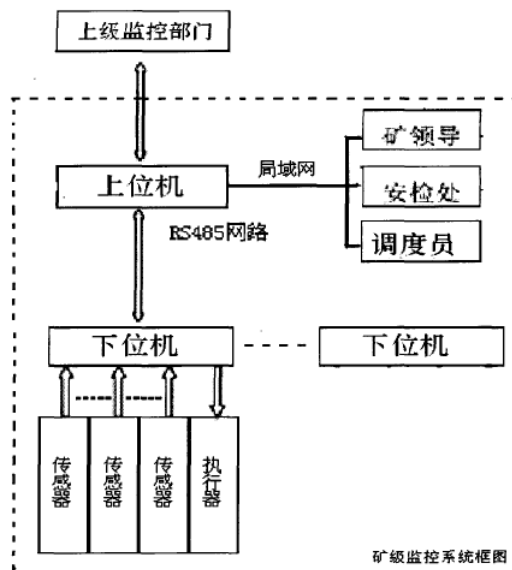 上级监控部门
矿领导
局域网
上位机
安检处
RS485网络
调度员
下位机
下位机
传感器
传感器
传感器
执行器
矿级监控系统框图